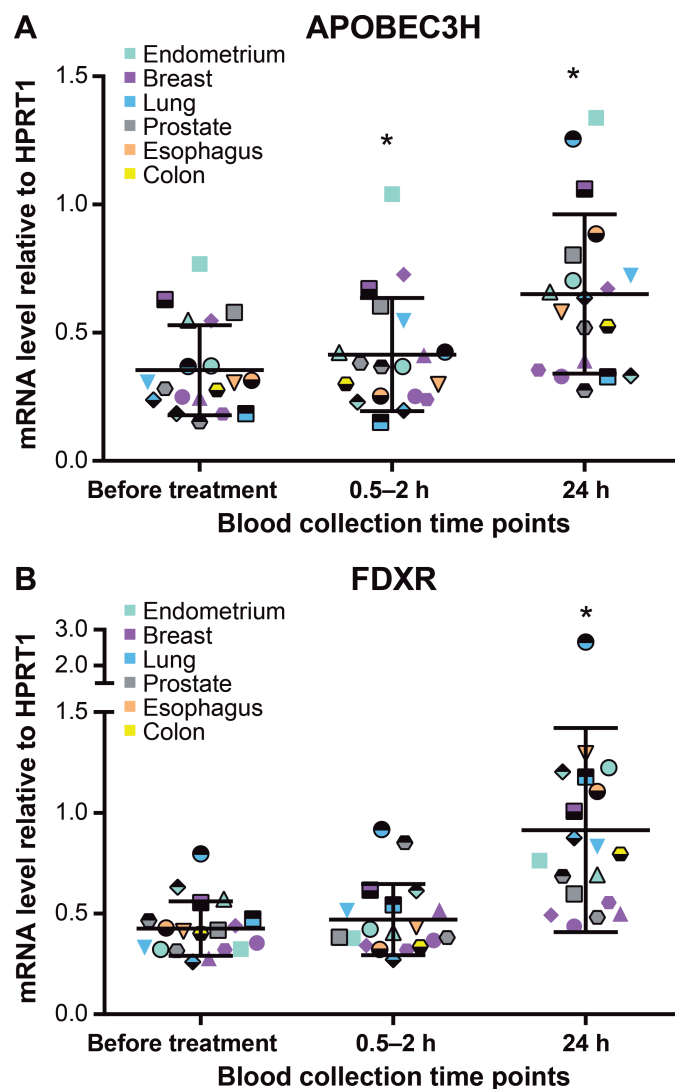 A
APOBEC3H
Endometrium
Breast
Lung
Prostate
Esophagus
Colon
mRNA level relative to HPRT1
1.5
1.0
0.5
0.0
*
*
Before treatment
0.5–2 h
24 h
Blood collection time points
B
FDXR
Endometrium
Breast
Lung
Prostate
Esophagus
Colon
mRNA level relative to HPRT1
3.0
2.0
1.5
1.0
0.5
0.0
*
Before treatment
0.5–2 h
24 h
Blood collection time points